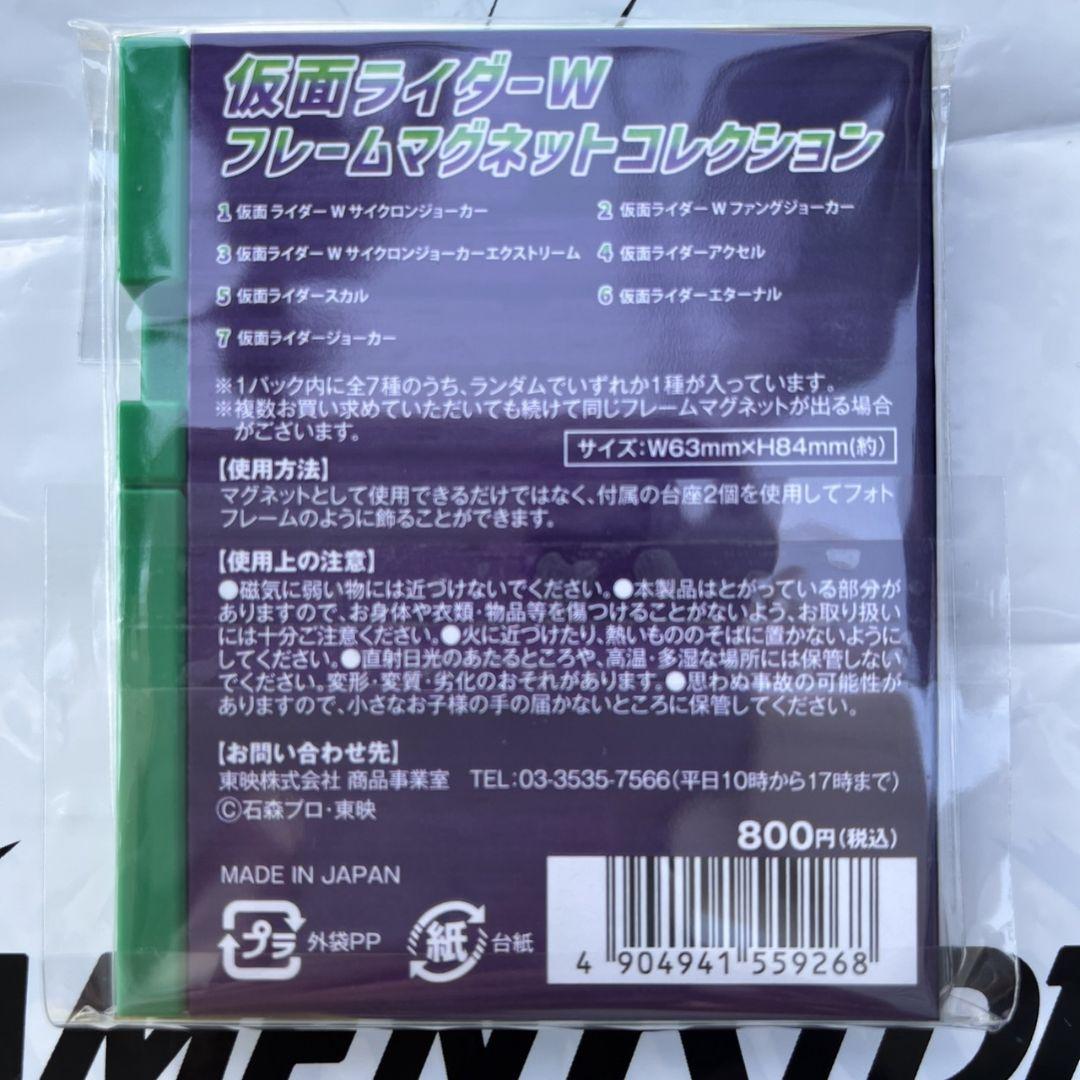 仮面ライダーW
フレームマグネットコレクション
1 仮面ライダーWサイクロンジョーカー
2 仮面ライダーWファングジョーカー
3 仮面ライダーWサイクロンジョーカーエクストリーム
4 仮面ライダーアクセル
5 仮面ライダースカル
6 仮面ライダーエターナル
7 仮面ライダージョーカー
※1パック内に全7種のうち、ランダムでいずれか1種が入っています。
※複数お買い求めていただいても続けて同じフレームマグネットが出る場合
がございます。
サイズ:W63mm×H84mm(約)
【使用方法】
マグネットとして使用できるだけではなく、付属の台座2個を使用してフォト
フレームのように飾ることができます。
【使用上の注意】
●磁気に弱い物には近づけないでください。●本製品はとがっている部分が
ありますので、お身体や衣類・物品等を傷つけることがないよう、お取り扱い
には十分ご注意ください。●火に近づけたり、熱いもののそばに置かないように
してください。●直射日光のあたるところや、高温・多湿な場所には保管しない
でください。変形・変質・劣化のおそれがあります。●思わぬ事故の可能性が
ありますので、小さなお子様の手の届かないところに保管してください。
【お問い合わせ先】
東映株式会社 商品事業室 TEL:03-3535-7566(平日10時から17時まで)
©石森プロ・東映
800円(税込)
MADE IN JAPAN
プラ 外袋PP 紙 台紙
4 904941 559268